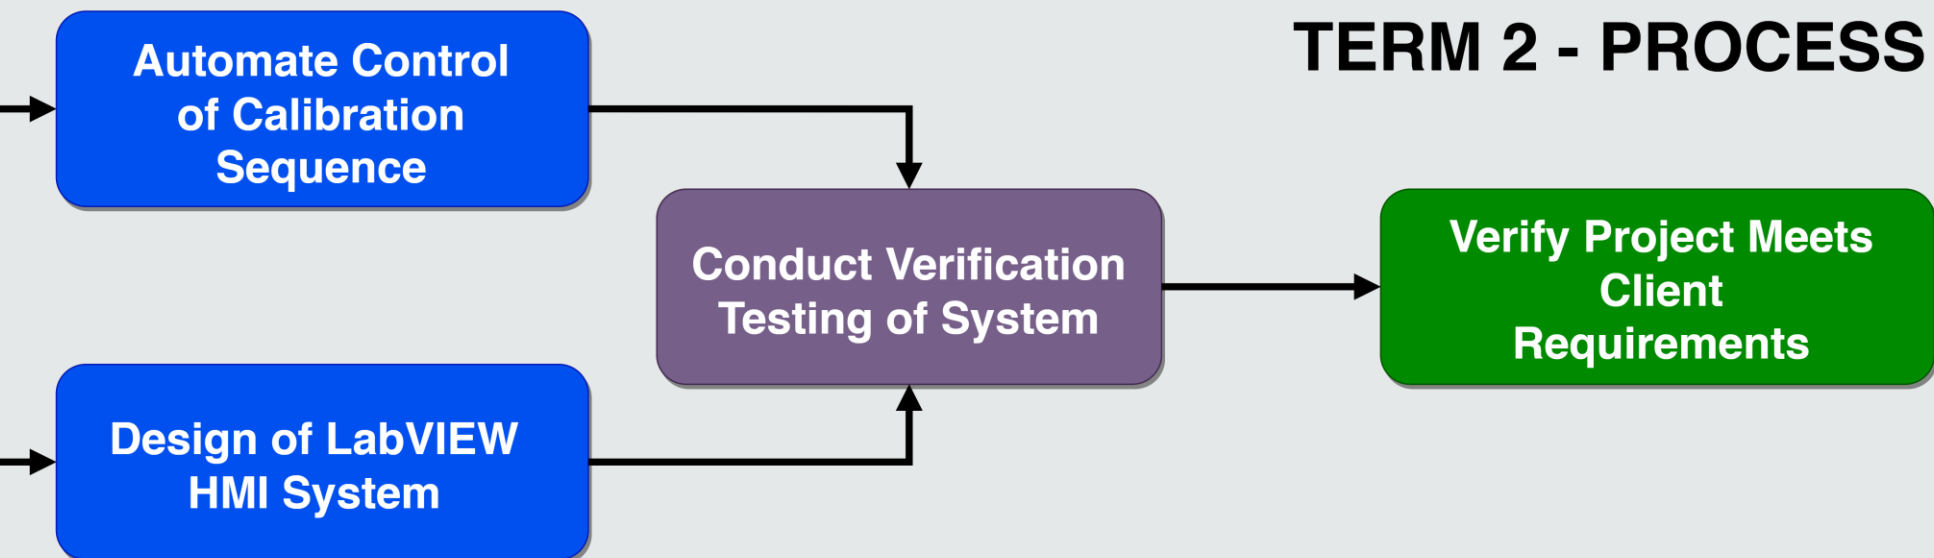 TERM 2 - PROCESS
Automate Control
of Calibration
Sequence
Conduct Verification
Testing of System
Verify Project Meets
Client
Requirements
Design of LabVIEW
HMI System